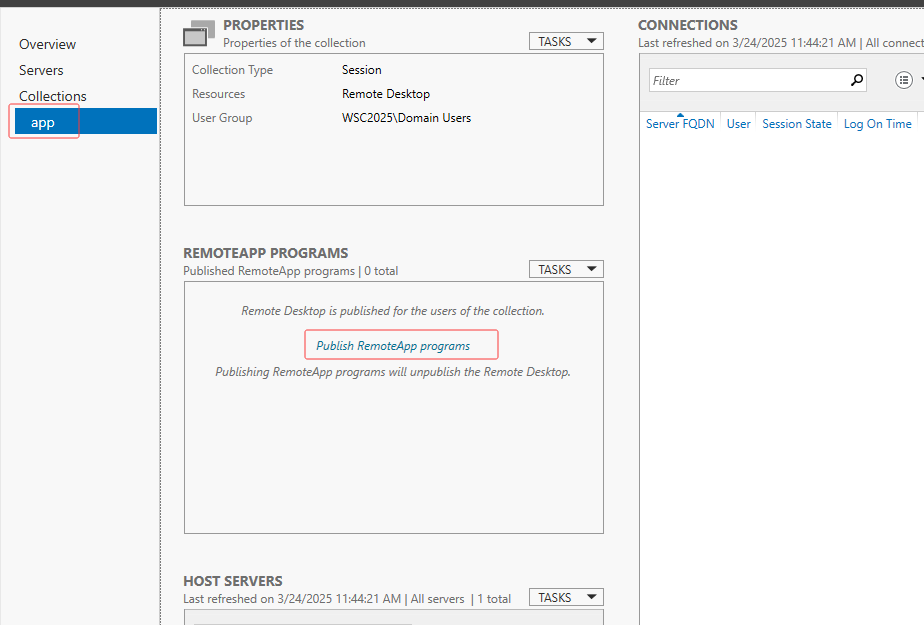 Overview
Servers
Collections
app
PROPERTIES
Properties of the collection
TASKS
Collection Type Session
Resources Remote Desktop
User Group WSC2025\Domain Users
REMOTEAPP PROGRAMS
Published RemoteApp programs | 0 total
TASKS
Remote Desktop is published for the users of the collection.
Publish RemoteApp programs
Publishing RemoteApp programs will unpublish the Remote Desktop.
HOST SERVERS
Last refreshed on 3/24/2025 11:44:21 AM | All servers | 1 total
TASKS
CONNECTIONS
Last refreshed on 3/24/2025 11:44:21 AM | All connect
Filter
Server FQDN User Session State Log On Time